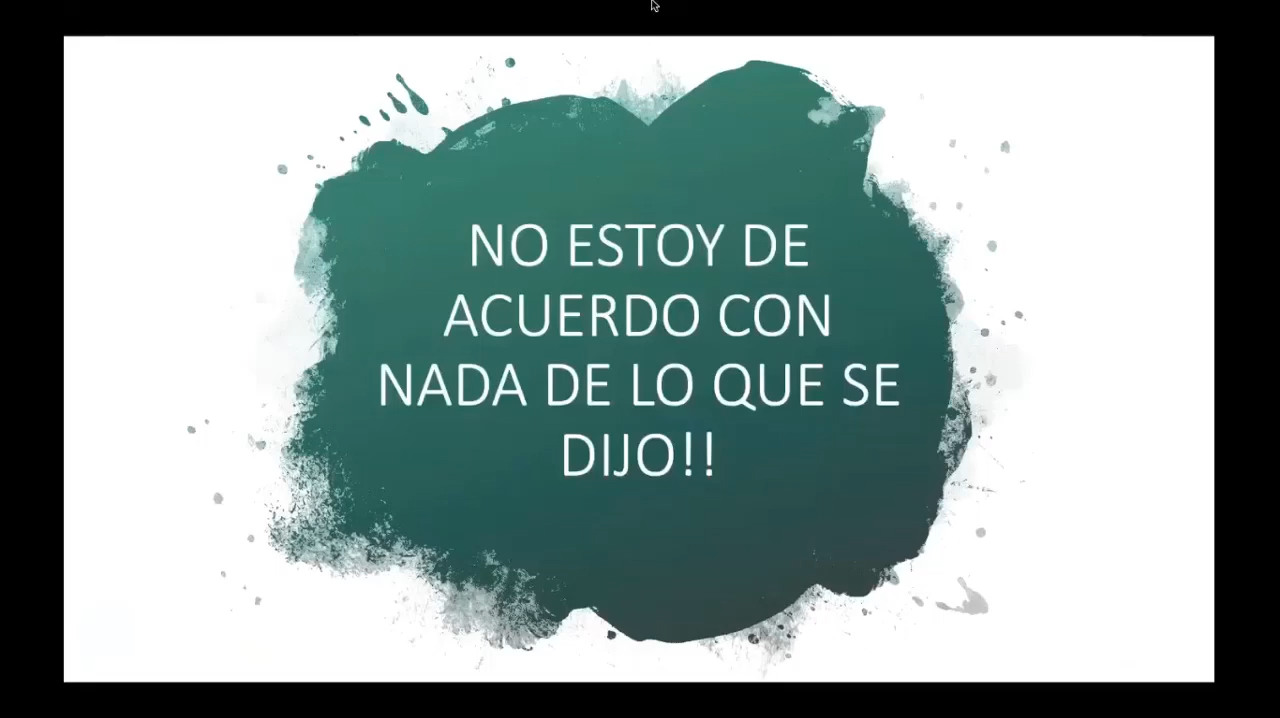 NO ESTOY DE
ACUERDO CON
NADA DE LO QUE SE
DIJO!!